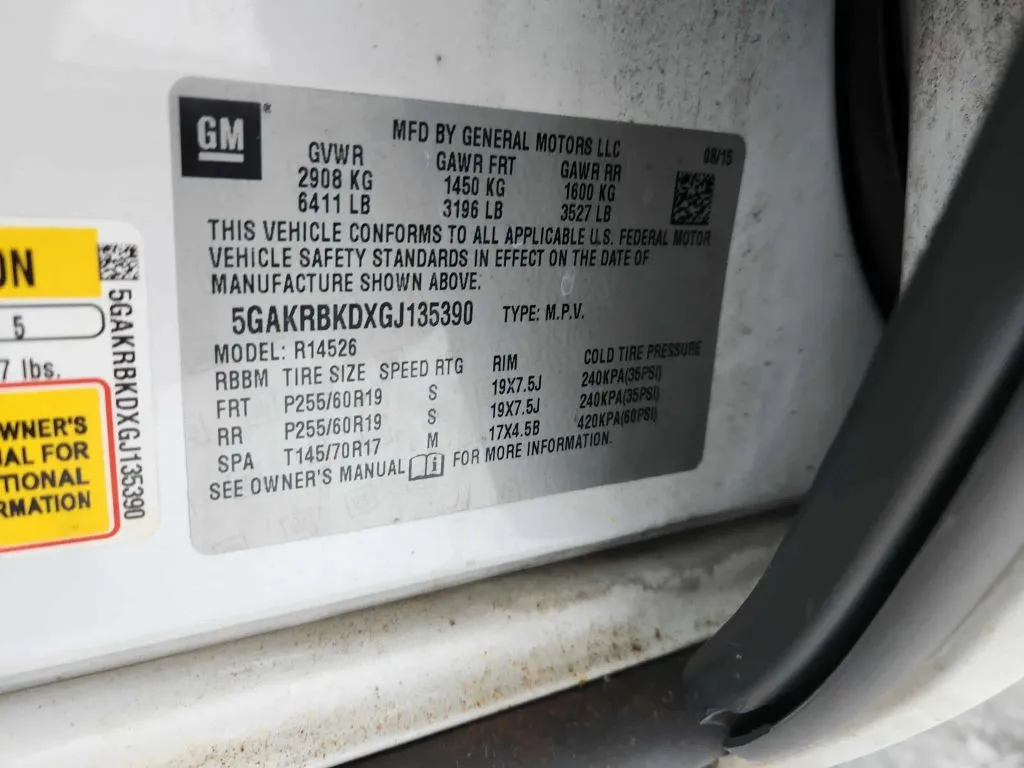 GM ®
MFD BY GENERAL MOTORS LLC 08/15
GVWR GAWR FRT GAWR RR
2908 KG 1450 KG 1600 KG
6411 LB 3196 LB 3527 LB
THIS VEHICLE CONFORMS TO ALL APPLICABLE U.S. FEDERAL MOTOR
VEHICLE SAFETY STANDARDS IN EFFECT ON THE DATE OF
MANUFACTURE SHOWN ABOVE.
5GAKRBKDXGJ135390 TYPE: M.P.V.
MODEL: R14526
RBBM TIRE SIZE SPEED RTG RIM COLD TIRE PRESSURE
FRT P255/60R19 S 19X7.5J 240KPA(35PSI)
RR P255/60R19 S 19X7.5J 240KPA(35PSI)
SPA T145/70R17 M 17X4.5B 420KPA(60PSI)
SEE OWNER'S MANUAL i FOR MORE INFORMATION.
ON
5
7 lbs.
WNER'S
UAL FOR
TIONAL
RMATION
5GAKRBKDXGJ135390